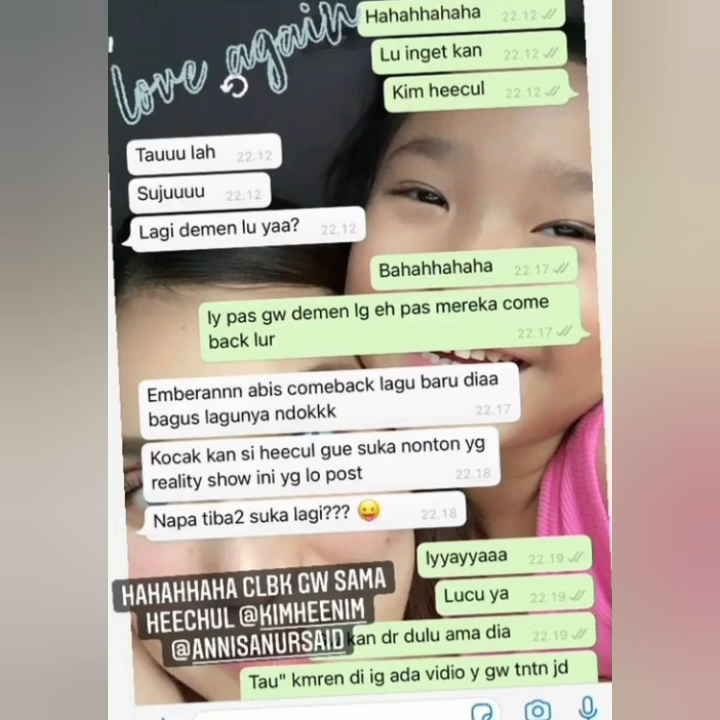 love again
Hahahhahaha 22.12
Lu inget kan 22.12
Kim heecul 22.12
Tauuu lah 22.12
Sujuuuu 22.12
Lagi demen lu yaa? 22.12
Bahahhahaha 22.17
Iy pas gw demen lg eh pas mereka come
back lur 22.17
Emberannn abis comeback lagu baru diaa
bagus lagunya ndokkk 22.17
Kocak kan si heecul gue suka nonton yg
reality show ini yg lo post 22.18
Napa tiba2 suka lagi??? 😛 22.18
Iyyayyaaa 22.19
Lucu ya 22.19
HAHAHHAHA CLBK GW SAMA
HEECHUL @KIMHEENIM
@ANNISANURSAID
kan dr dulu ama dia 22.19
Tau" kmren di ig ada vidio y gw tntn jd